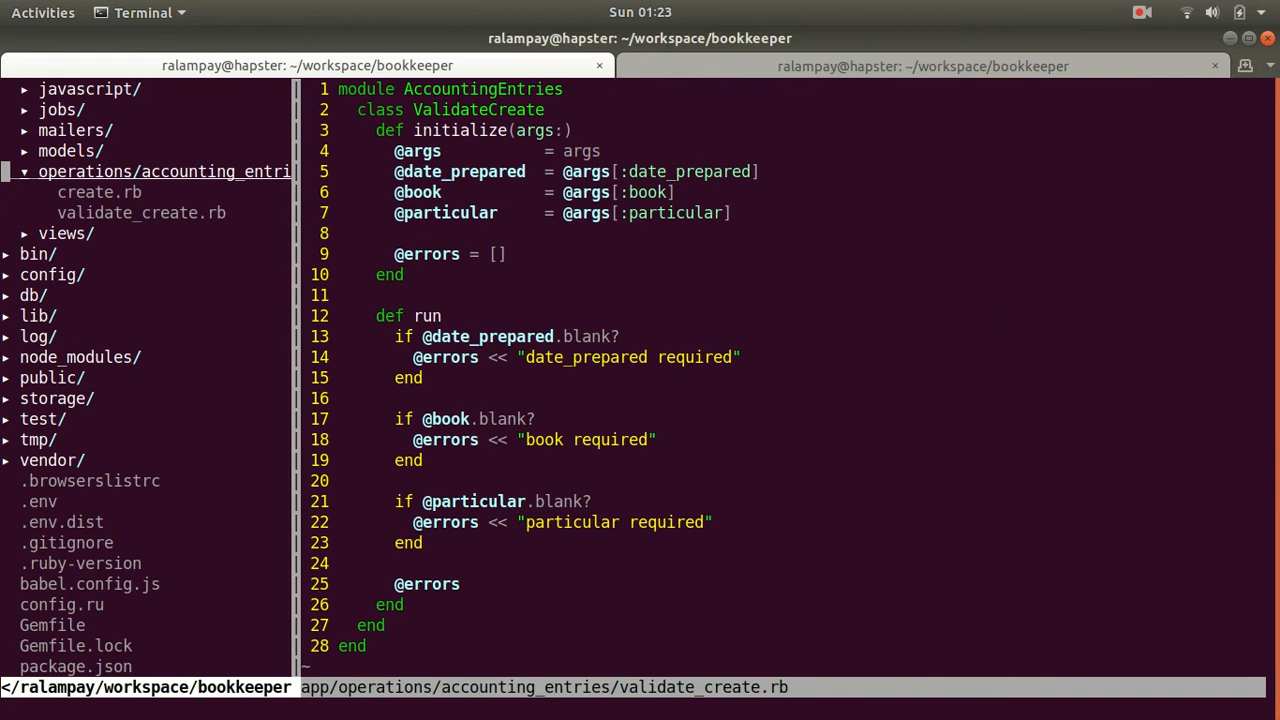 Activities Terminal Sun 01:23
ralampay@hapster: ~/workspace/bookkeeper
ralampay@hapster: ~/workspace/bookkeeper × ralampay@hapster: ~/workspace/bookkeeper ×
▸ javascript/
▸ jobs/
▸ mailers/
▸ models/
▾ operations/accounting_entri
create.rb
validate_create.rb
▸ views/
▸ bin/
▸ config/
▸ db/
▸ lib/
▸ log/
▸ node_modules/
▸ public/
▸ storage/
▸ test/
▸ tmp/
▸ vendor/
.browserslistrc
.env
.env.dist
.gitignore
.ruby-version
babel.config.js
config.ru
Gemfile
Gemfile.lock
package.json
</ralampay/workspace/bookkeeper
1 module AccountingEntries
2   class ValidateCreate
3     def initialize(args:)
4       @args           = args
5       @date_prepared  = @args[:date_prepared]
6       @book           = @args[:book]
7       @particular     = @args[:particular]
8
9       @errors = []
10     end
11
12     def run
13       if @date_prepared.blank?
14         @errors << "date_prepared required"
15       end
16
17       if @book.blank?
18         @errors << "book required"
19       end
20
21       if @particular.blank?
22         @errors << "particular required"
23       end
24
25       @errors
26     end
27   end
28 end
~
app/operations/accounting_entries/validate_create.rb